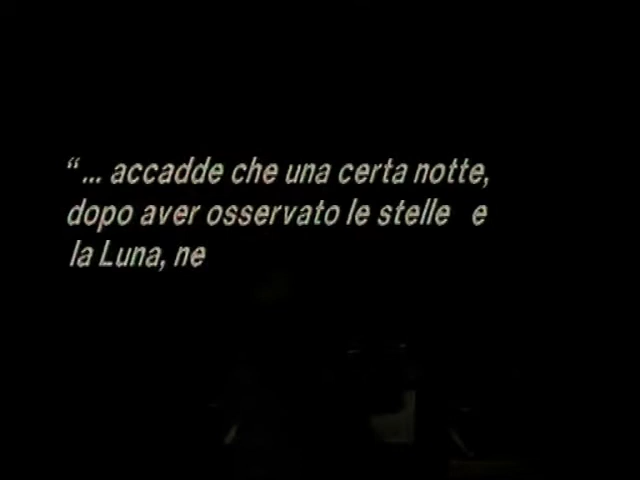 “... accadde che una certa notte,
dopo aver osservato le stelle e
la Luna, ne